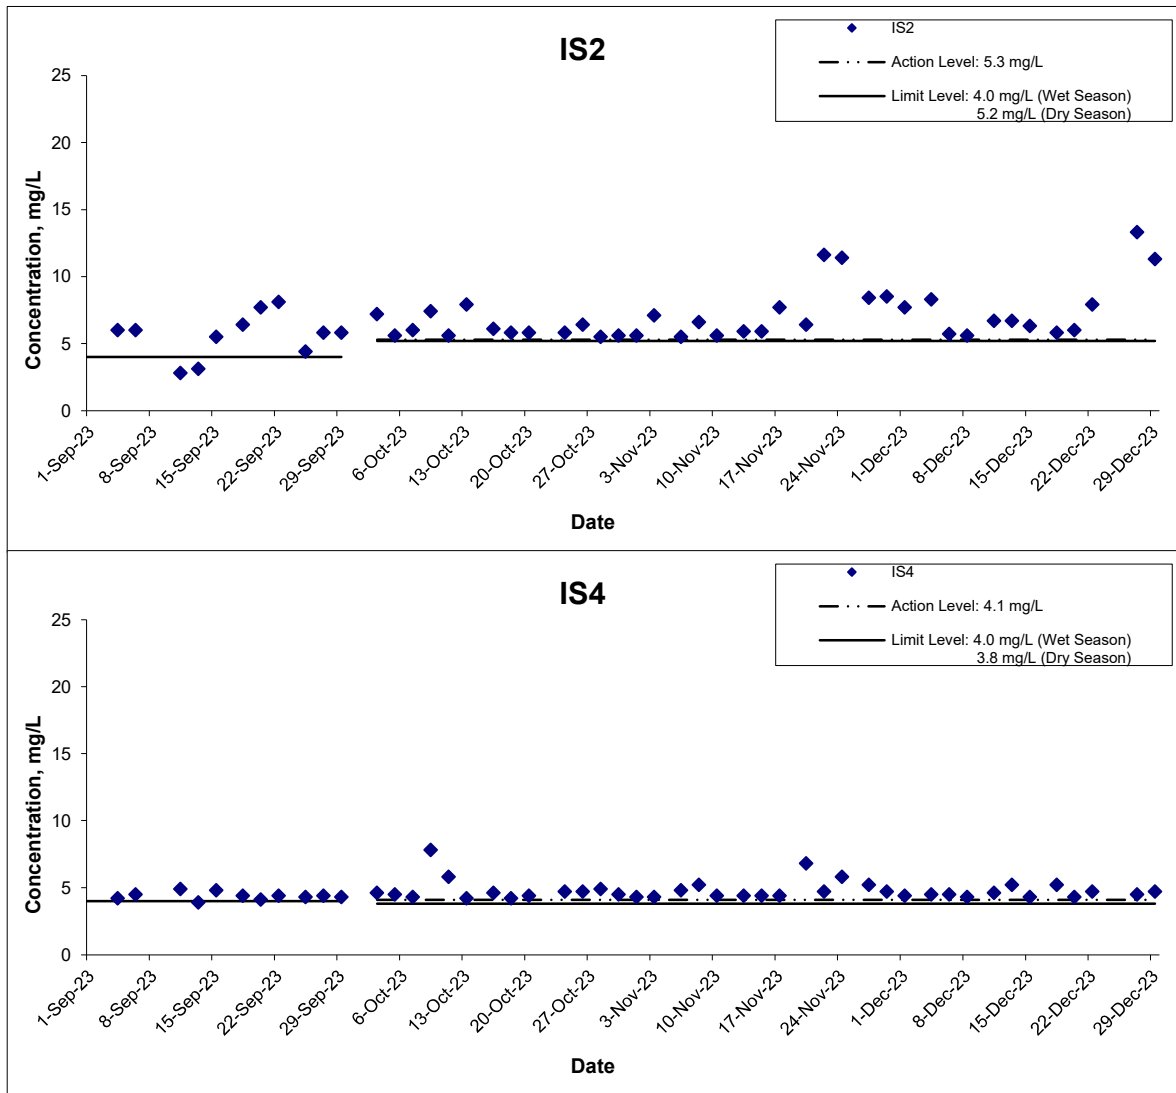 IS2
IS2
Action Level: 5.3 mg/L
Limit Level: 4.0 mg/L (Wet Season)
5.2 mg/L (Dry Season)
Concentration, mg/L
25
20
15
10
5
0
1-Sep-23
8-Sep-23
15-Sep-23
22-Sep-23
29-Sep-23
6-Oct-23
13-Oct-23
20-Oct-23
27-Oct-23
3-Nov-23
10-Nov-23
17-Nov-23
24-Nov-23
1-Dec-23
8-Dec-23
15-Dec-23
22-Dec-23
29-Dec-23
Date
IS4
IS4
Action Level: 4.1 mg/L
Limit Level: 4.0 mg/L (Wet Season)
3.8 mg/L (Dry Season)
Concentration, mg/L
25
20
15
10
5
0
1-Sep-23
8-Sep-23
15-Sep-23
22-Sep-23
29-Sep-23
6-Oct-23
13-Oct-23
20-Oct-23
27-Oct-23
3-Nov-23
10-Nov-23
17-Nov-23
24-Nov-23
1-Dec-23
8-Dec-23
15-Dec-23
22-Dec-23
29-Dec-23
Date